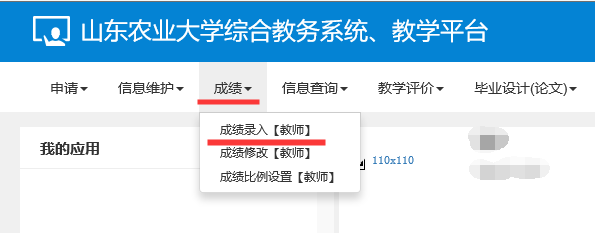 山东农业大学综合教务系统、教学平台
申请 信息维护 成绩 信息查询 教学评价 毕业设计(论文)
成绩录入【教师】
我的应用
成绩修改【教师】
110x110
成绩比例设置【教师】